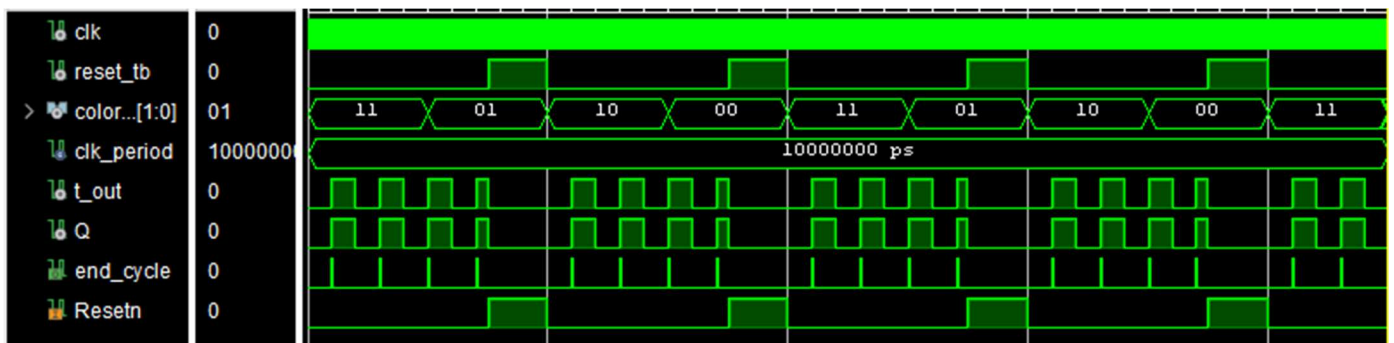 clk 0
reset_tb 0
color...[1:0] 01 11 01 10 00 11 01 10 00 11
clk_period 10000000 10000000 ps
t_out 0
Q 0
end_cycle 0
Resetn 0